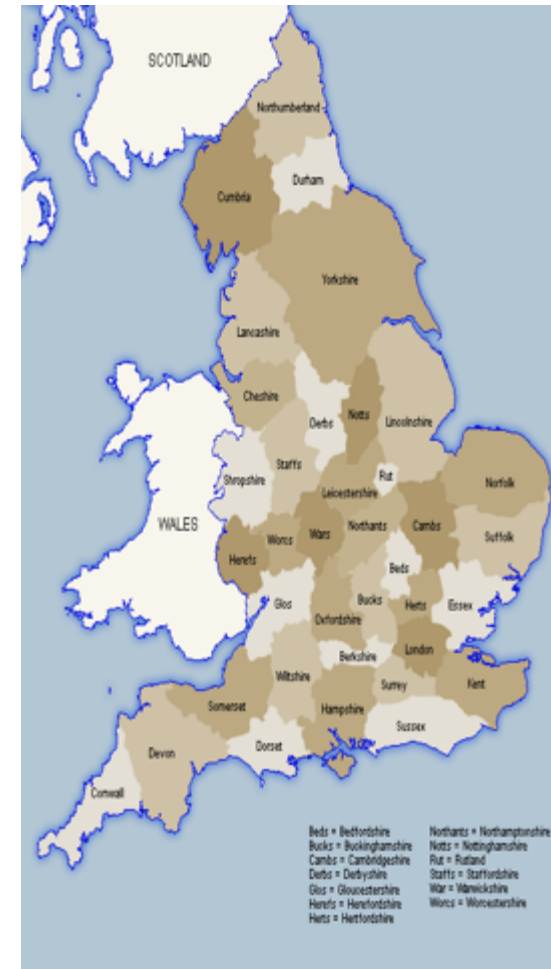 SCOTLAND
Northumberland
Durham
Cumbria
Yorkshire
Lancashire
Cheshire
Derbs
Notts
Lincolnshire
Staffs
Shropshire
Rut
Leicestershire
Norfolk
WALES
Herefs
Worcs
Wars
Northants
Cambs
Suffolk
Beds
Glos
Bucks
Herts
Essex
Oxfordshire
London
Berkshire
Wiltshire
Surrey
Kent
Somerset
Hampshire
Sussex
Dorset
Devon
Cornwall
Beds = Bedfordshire
Bucks = Buckinghamshire
Cambs = Cambridgeshire
Derbs = Derbyshire
Glos = Gloucestershire
Herefs = Herefordshire
Herts = Hertfordshire
Northants = Northamptonshire
Notts = Nottinghamshire
Rut = Rutland
Staffs = Staffordshire
War = Warwickshire
Worcs = Worcestershire